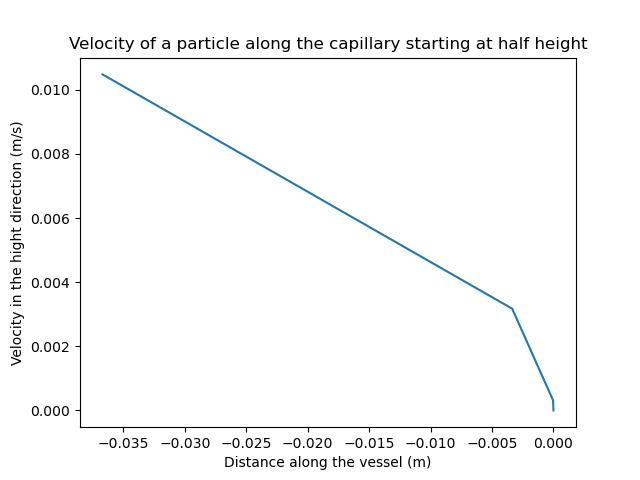 Velocity of a particle along the capillary starting at half height
0.010
0.008
0.006
0.004
0.002
0.000
Velocity in the hight direction (m/s)
−0.035 −0.030 −0.025 −0.020 −0.015 −0.010 −0.005 0.000
Distance along the vessel (m)